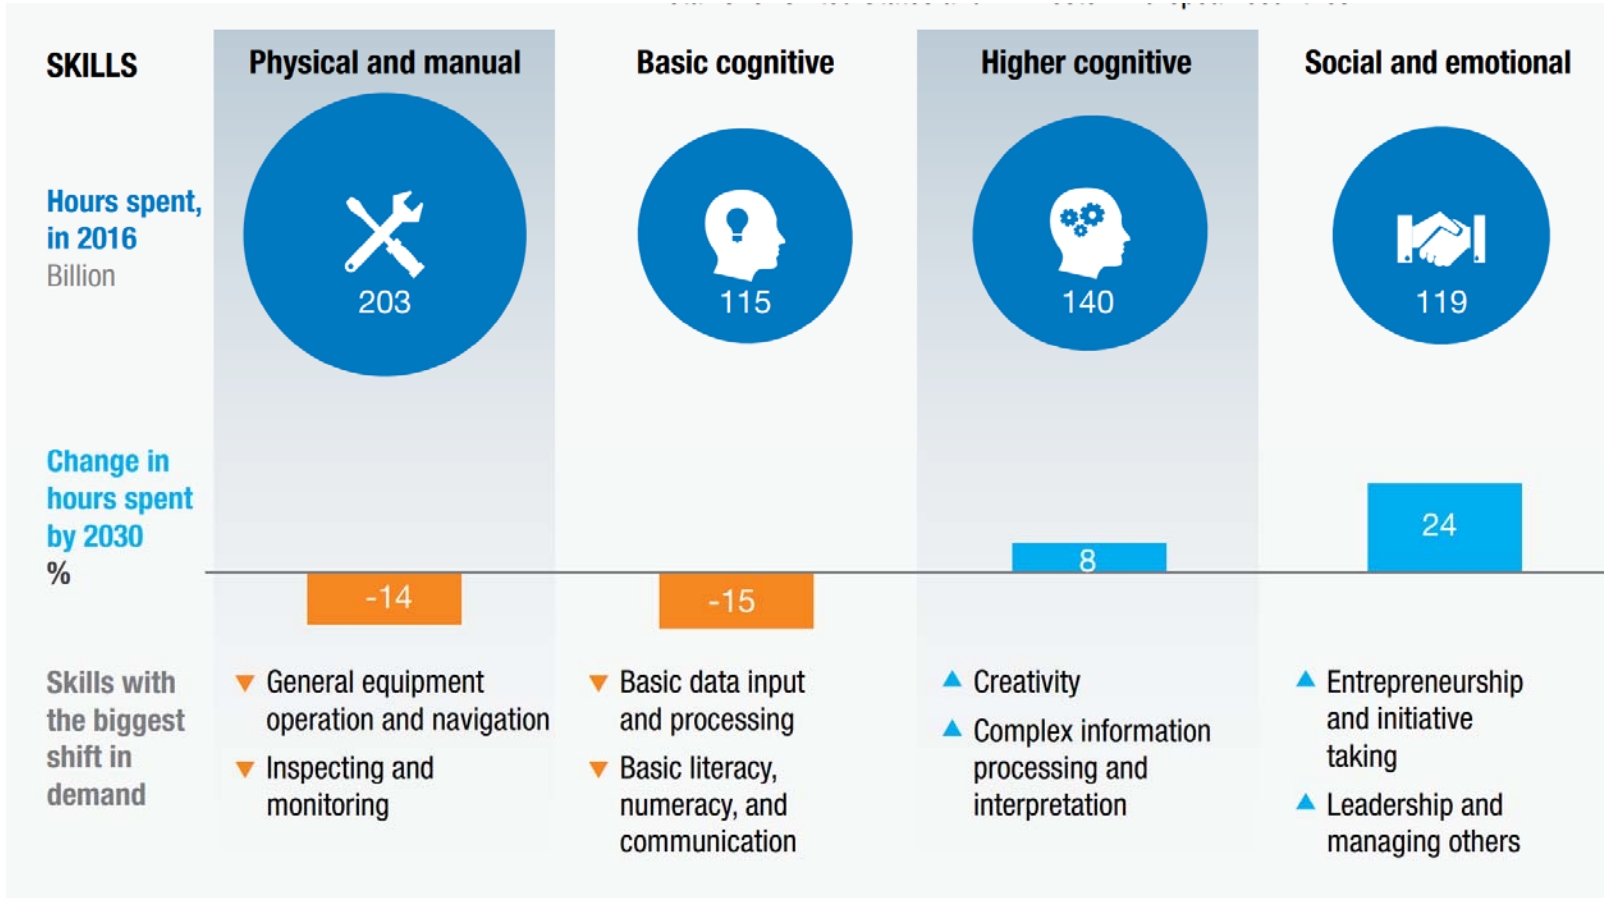 SKILLS
Physical and manual
Basic cognitive
Higher cognitive
Social and emotional
Hours spent,
in 2016
Billion
203
115
140
119
Change in
hours spent
by 2030
%
-14
-15
8
24
Skills with
the biggest
shift in
demand
General equipment
operation and navigation
Inspecting and
monitoring
Basic data input
and processing
Basic literacy,
numeracy, and
communication
Creativity
Complex information
processing and
interpretation
Entrepreneurship
and initiative
taking
Leadership and
managing others